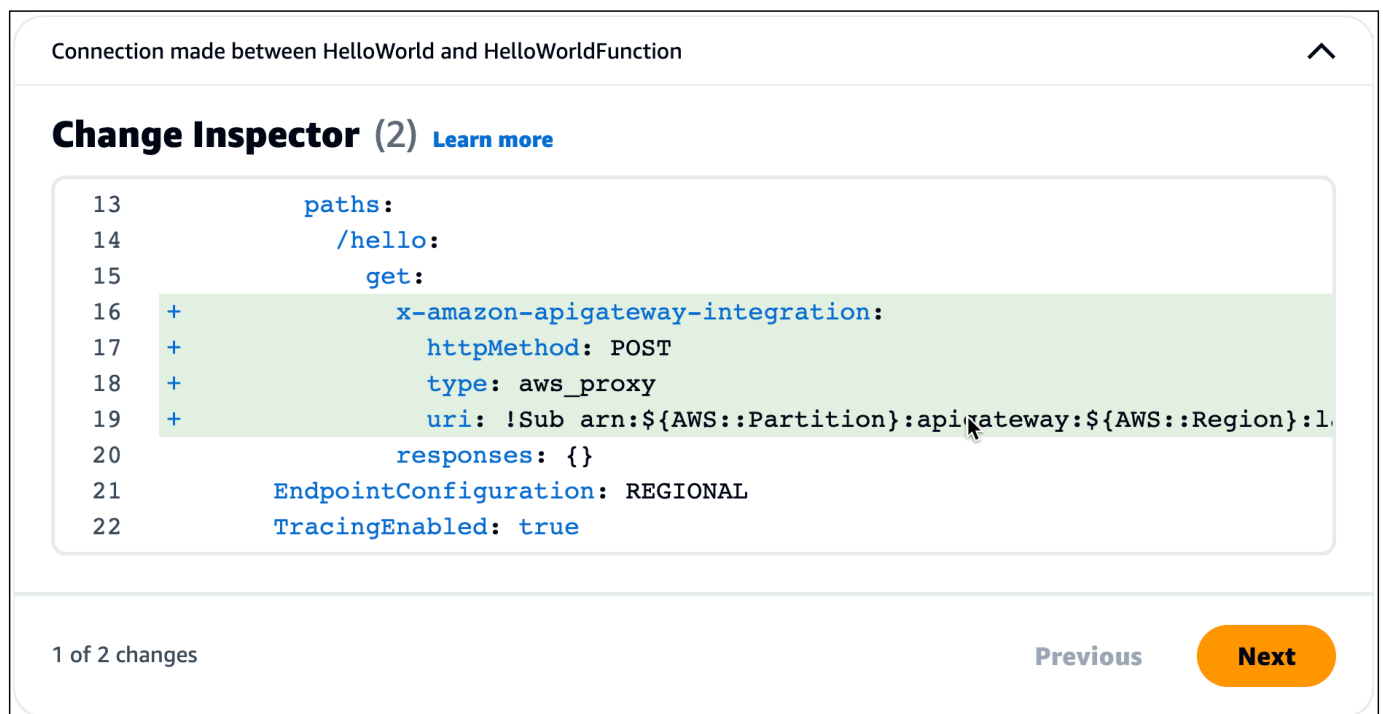 Connection made between HelloWorld and HelloWorldFunction
Change Inspector (2) Learn more
13 paths:
14 /hello:
15 get:
16 + x-amazon-apigateway-integration:
17 + httpMethod: POST
18 + type: aws_proxy
19 + uri: !Sub arn:${AWS::Partition}:apigateway:${AWS::Region}:l
20 responses: {}
21 EndpointConfiguration: REGIONAL
22 TracingEnabled: true
1 of 2 changes Previous Next